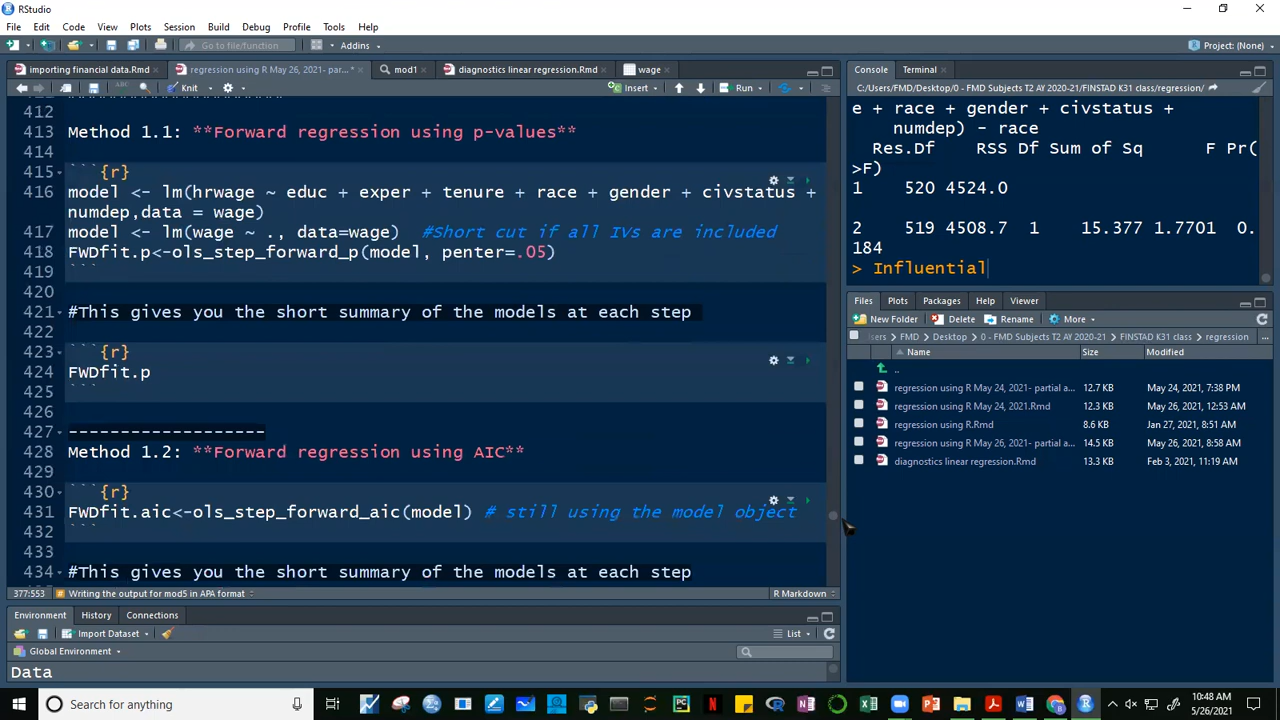 RStudio
File Edit Code View Plots Session Build Debug Profile Tools Help
Go to file/function Addins Project: (None)
importing financial data.Rmd regression using R May 26, 2021- par...* mod1 diagnostics linear regression.Rmd wage
Knit Insert Run
412
413 Method 1.1: **Forward regression using p-values**
414
415 ```{r}
416 model <- lm(hrwage ~ educ + exper + tenure + race + gender + civstatus +
numdep,data = wage)
417 model <- lm(wage ~ ., data=wage) #Short cut if all IVs are included
418 FWDfit.p<-ols_step_forward_p(model, penter=.05)
419 ```
420
421 #This gives you the short summary of the models at each step
422
423 ```{r}
424 FWDfit.p
425 ```
426
427 -------------------
428 Method 1.2: **Forward regression using AIC**
429
430 ```{r}
431 FWDfit.aic<-ols_step_forward_aic(model) # still using the model object
432 ```
433
434 #This gives you the short summary of the models at each step
377:553 Writing the output for mod5 in APA format R Markdown
Environment History Connections
Import Dataset List
Global Environment
Data
Console Terminal
C:/Users/FMD/Desktop/0 - FMD Subjects T2 AY 2020-21/FINSTAD K31 class/regression/
e + race + gender + civstatus +
numdep) - race
Res.Df RSS Df Sum of Sq F Pr(
>F)
1 520 4524.0
2 519 4508.7 1 15.377 1.7701 0.
184
> Influential
Files Plots Packages Help Viewer
New Folder Delete Rename More
sers FMD Desktop 0 - FMD Subjects T2 AY 2020-21 FINSTAD K31 class regression ...
Name Size Modified
..
regression using R May 24, 2021- partial a... 12.7 KB May 24, 2021, 7:38 PM
regression using R May 24, 2021.Rmd 12.3 KB May 26, 2021, 12:53 AM
regression using R.Rmd 8.6 KB Jan 27, 2021, 8:51 AM
regression using R May 26, 2021- partial a... 14.5 KB May 26, 2021, 8:58 AM
diagnostics linear regression.Rmd 13.3 KB Feb 3, 2021, 11:19 AM
Search for anything
10:48 AM
5/26/2021